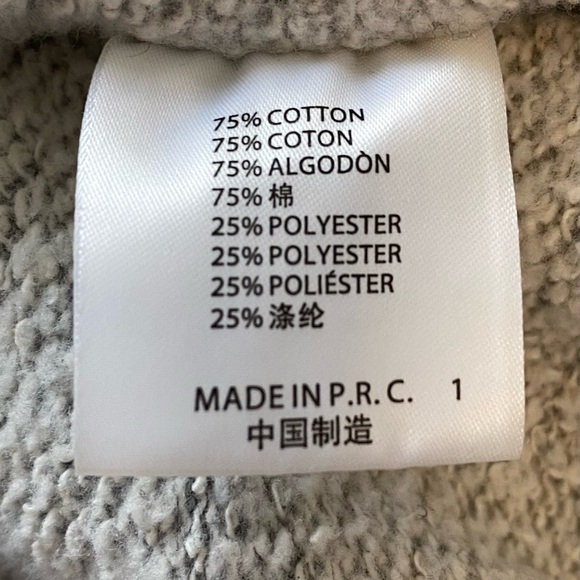 75% COTTON
75% COTON
75% ALGODÒN
75% 棉
25% POLYESTER
25% POLYESTER
25% POLIÉSTER
25% 涤纶
MADE IN P.R.C. 1
中国制造